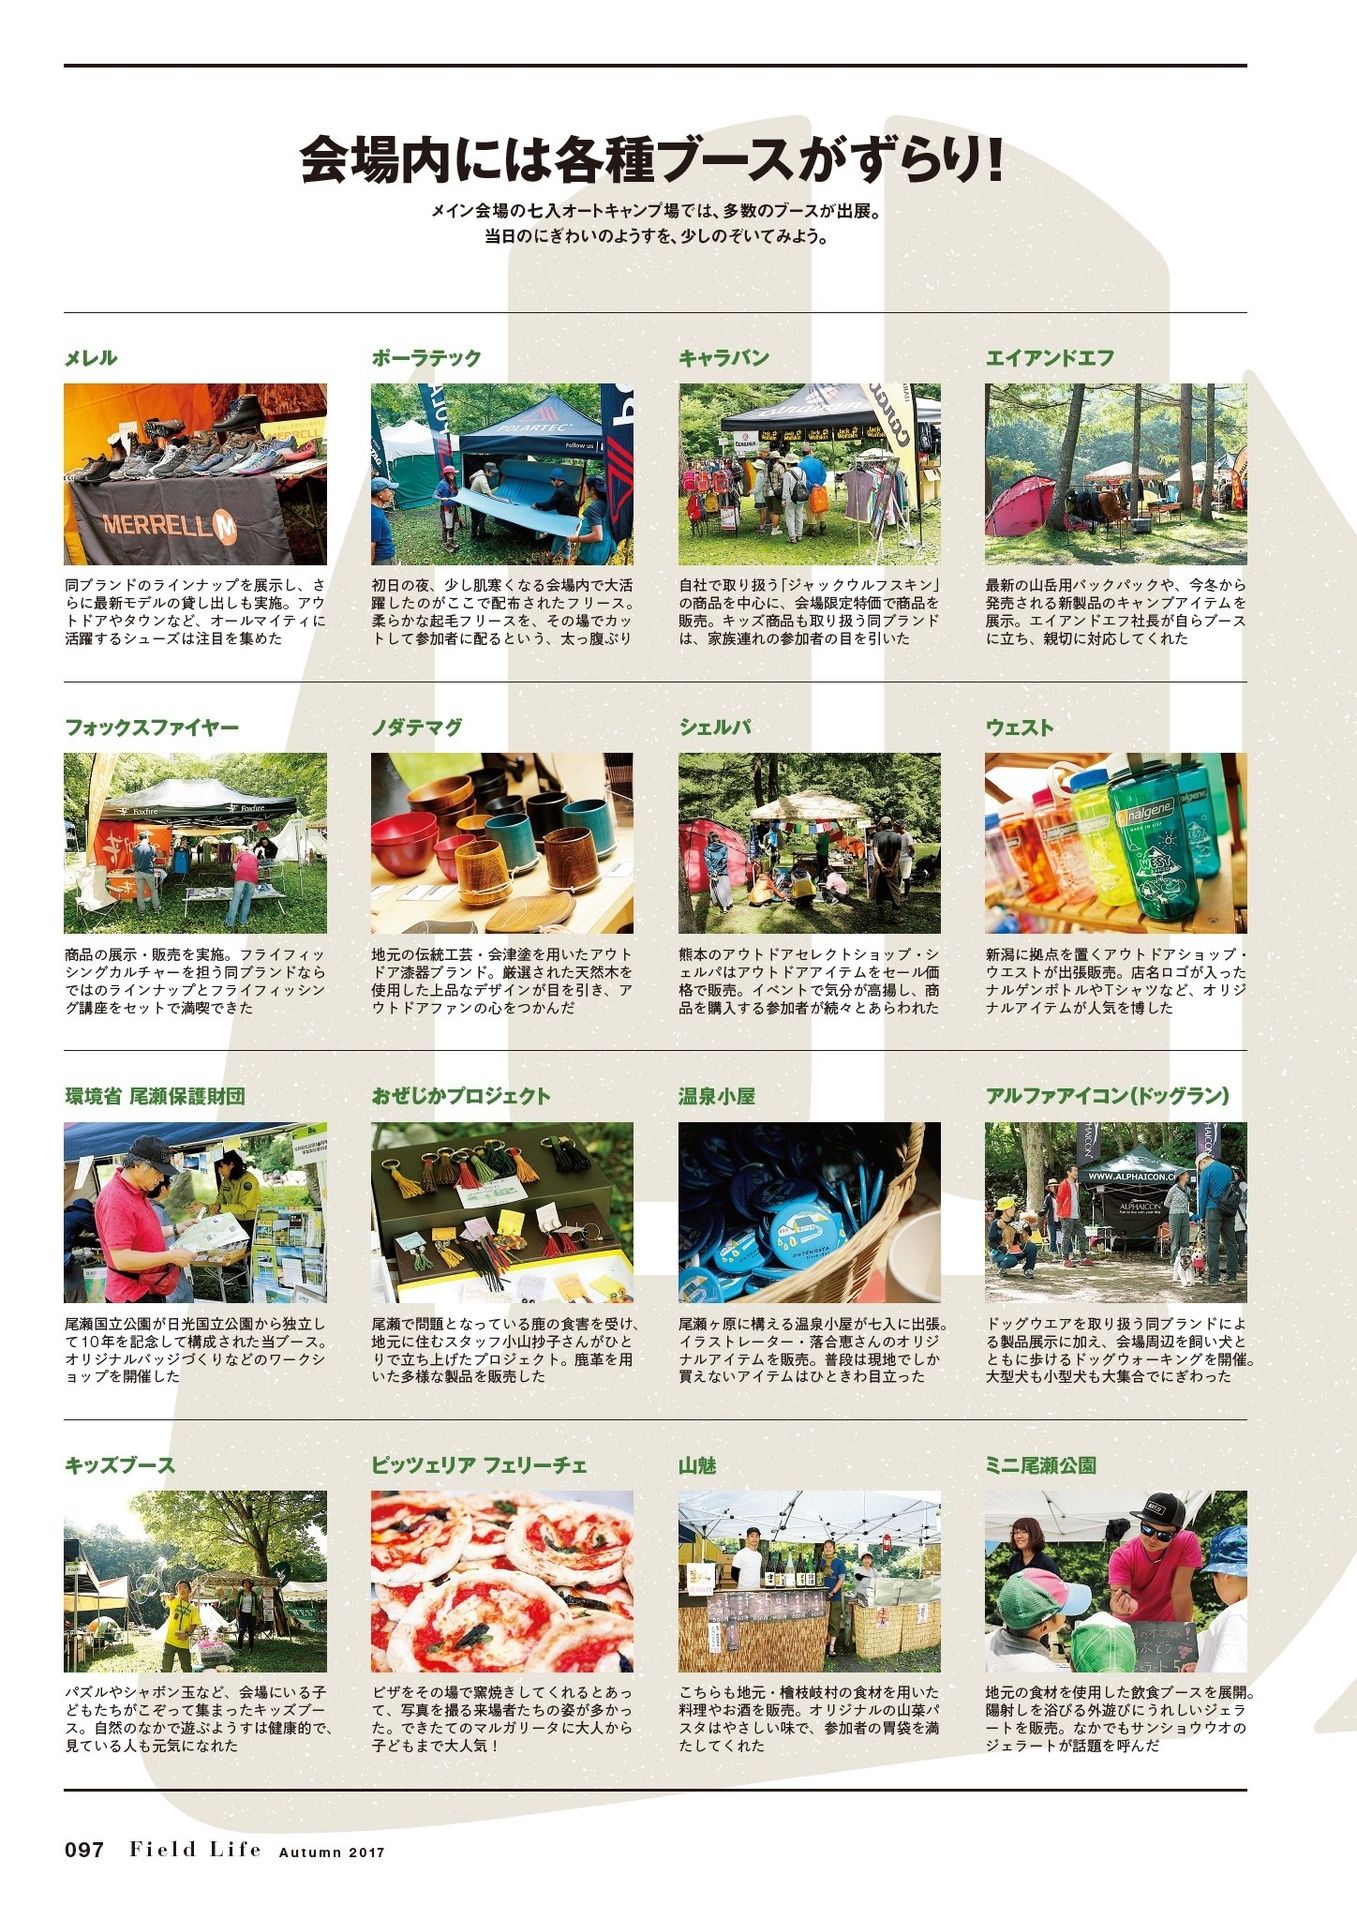 会場内には各種ブースがずらり!
メイン会場の七入オートキャンプ場では、多数のブースが出展。
当日のにぎわいのようすを、少しのぞいてみよう。
メレル
MERRELL
MERRELL
同ブランドのラインナップを展示し、さ
らに最新モデルの貸し出しも実施。アウ
トドアやタウンなど、オールマイティに
活躍するシューズは注目を集めた
ポーラテック
POLARTEC
Follow us
初日の夜、少し肌寒くなる会場内で大活
躍したのがここで配布されたフリース。
柔らかな起毛フリースを、その場でカッ
トして参加者に配るという、太っ腹ぶり
キャラバン
Caravan
自社で取り扱う「ジャックウルフスキン」
の商品を中心に、会場限定特価で商品を
販売。キッズ商品も取り扱う同ブランド
は、家族連れの参加者の目を引いた
エイアンドエフ
最新の山岳用バックパックや、今冬から
発売される新製品のキャンプアイテムを
展示。エイアンドエフ社長が自らブース
に立ち、親切に対応してくれた
フォックスファイヤー
Foxfire
Foxfire
商品の展示・販売を実施。フライフィッ
シングカルチャーを担う同ブランドなら
ではのラインナップとフライフィッシン
グ講座をセットで満喫できた
ノダテマグ
地元の伝統工芸・会津塗を用いたアウト
ドア漆器ブランド。厳選された天然木を
使用した上品なデザインが目を引き、ア
ウトドアファンの心をつかんだ
シェルパ
熊本のアウトドアセレクトショップ・シ
ェルパはアウトドアアイテムをセール価
格で販売。イベントで気分が高揚し、商
品を購入する参加者が続々とあらわれた
ウェスト
nalgene
nalgene
WEST
新潟に拠点を置くアウトドアショップ・
ウエストが出張販売。店名ロゴが入った
ナルゲンボトルやTシャツなど、オリジ
ナルアイテムが人気を博した
環境省 尾瀬保護財団
尾瀬国立公園が日光国立公園から独立し
て10年を記念して構成された当ブース。
オリジナルバッジづくりなどのワークシ
ョップを開催した
おぜじかプロジェクト
尾瀬で問題となっている鹿の食害を受け、
地元に住むスタッフ小山抄子さんがひと
りで立ち上げたプロジェクト。鹿革を用
いた多様な製品を販売した
温泉小屋
ONSENGOYA
尾瀬ヶ原に構える温泉小屋が七入に出張。
イラストレーター・落合恵さんのオリジ
ナルアイテムを販売。普段は現地でしか
買えないアイテムはひときわ目立った
アルファアイコン(ドッグラン)
WWW.ALPHAICON.CO
ALPHAICON
ドッグウエアを取り扱う同ブランドによ
る製品展示に加え、会場周辺を飼い犬と
ともに歩けるドッグウォーキングを開催。
大型犬も小型犬も大集合でにぎわった
キッズブース
パズルやシャボン玉など、会場にいる子
どもたちがこぞって集まったキッズブー
ス。自然のなかで遊ぶようすは健康的で、
見ている人も元気になれた
ピッツェリア フェリーチェ
ピザをその場で窯焼きしてくれるとあっ
て、写真を撮る来場者たちの姿が多かっ
た。できたてのマルガリータに大人から
子どもまで大人気！
山魅
こちらも地元・檜枝岐村の食材を用いた
料理やお酒を販売。オリジナルの山菜パ
スタはやさしい味で、参加者の胃袋を満
たしてくれた
ミニ尾瀬公園
地元の食材を使用した飲食ブースを展開。
陽射しを浴びる外遊びにうれしいジェラ
ートを販売。なかでもサンショウウオの
ジェラートが話題を呼んだ
097 Field Life Autumn 2017